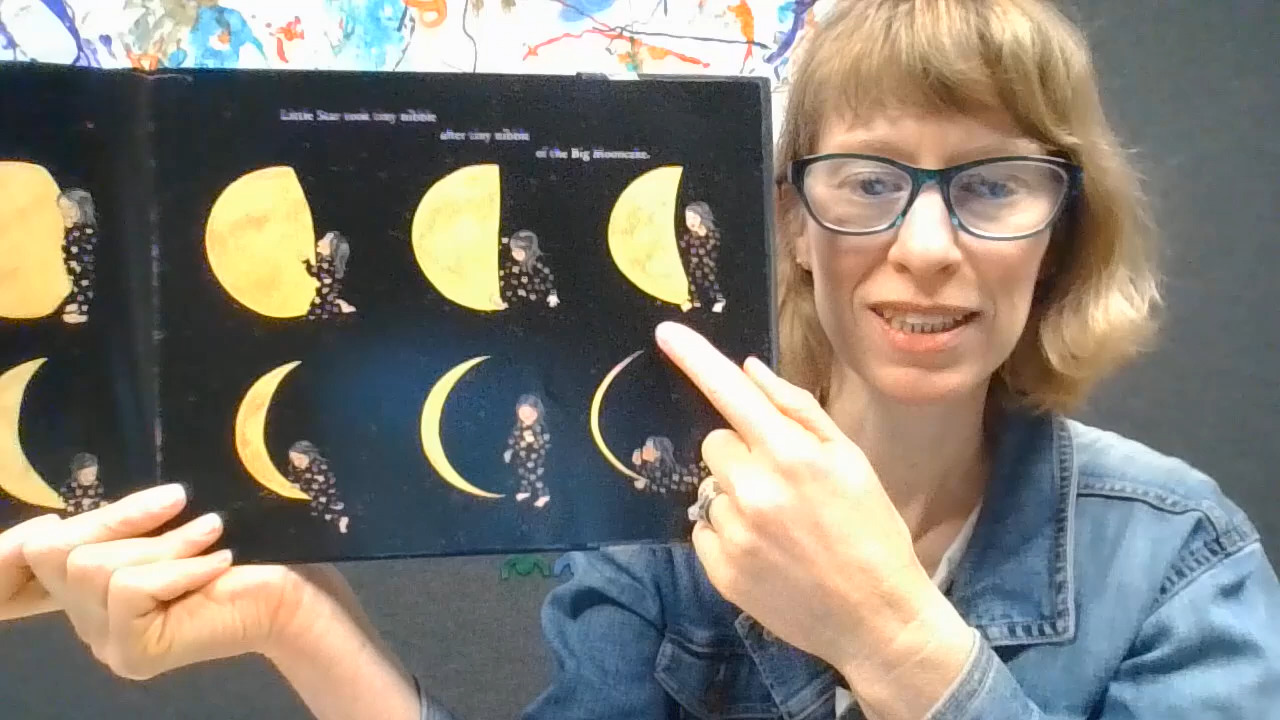 Little Star took tiny nibble
after tiny nibble
of the Big Mooncake.